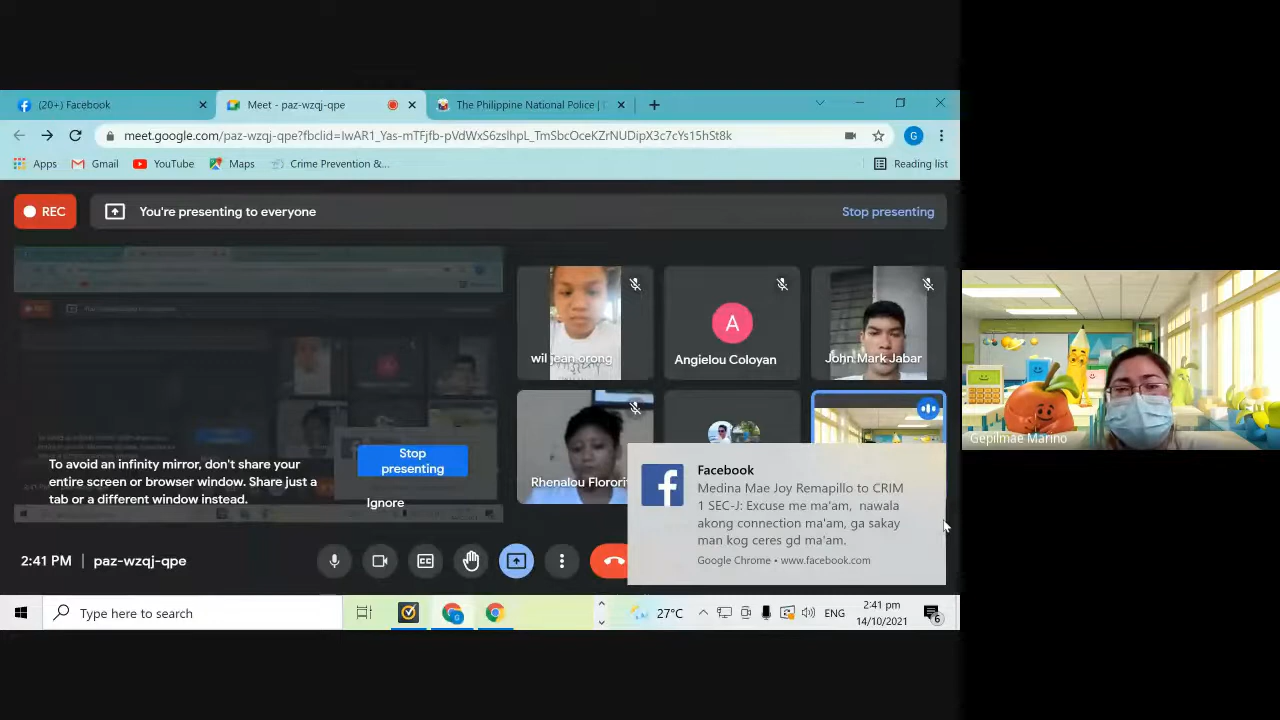 (20+) Facebook
Meet - paz-wzqj-qpe
The Philippine National Police |
meet.google.com/paz-wzqj-qpe?fbclid=IwAR1_Yas-mTFjfb-pVdWxS6zsIhpL_TmSbcOceKZrNUDipX3c7cYs15hSt8k
G
Apps
Gmail
YouTube
Maps
Crime Prevention &...
Reading list
REC
You're presenting to everyone
Stop presenting
wil jean orong
A
Angielou Coloyan
John Mark Jabar
To avoid an infinity mirror, don't share your
entire screen or browser window. Share just a
tab or a different window instead.
Stop
presenting
Ignore
Rhenalou
Facebook
Medina Mae Joy Remapillo to CRIM
1 SEC-J: Excuse me ma'am, nawala
akong connection ma'am, ga sakay
man kog ceres gd ma'am.
Google Chrome • www.facebook.com
2:41 PM | paz-wzqj-qpe
CC
Type here to search
27°C
ENG
2:41 pm
14/10/2021
6
Gepilmae Marino